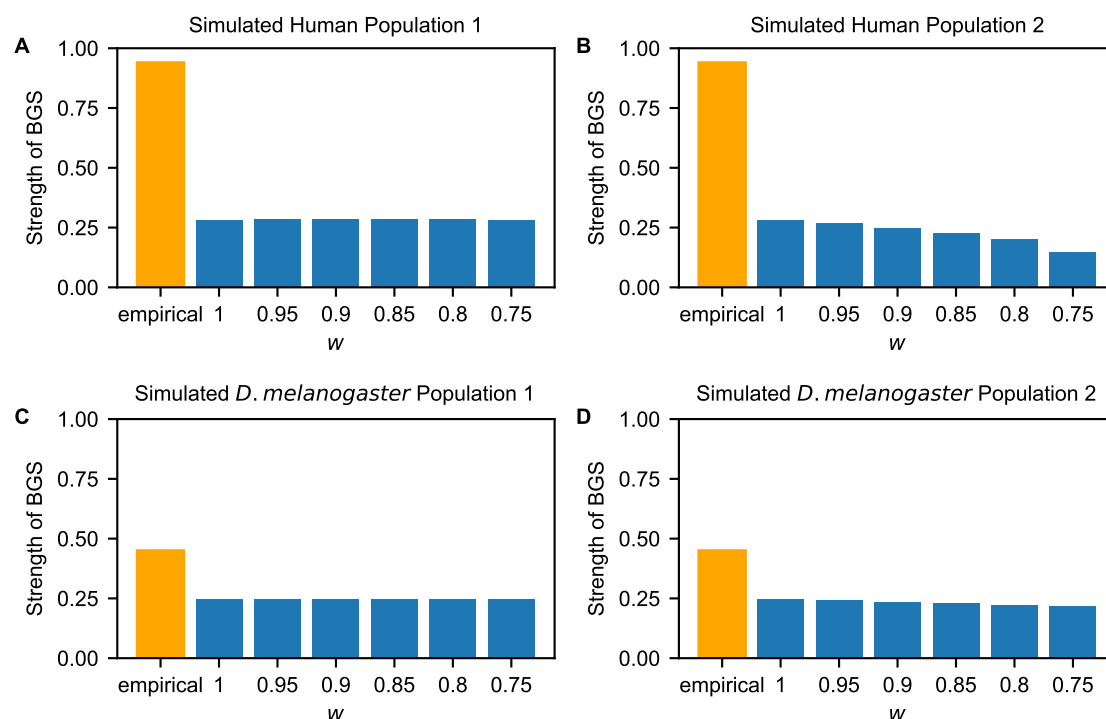 A
Simulated Human Population 1
Strength of BGS
1.00
0.75
0.50
0.25
0.00
empirical 1 0.95 0.9 0.85 0.8 0.75
w
B
Simulated Human Population 2
Strength of BGS
1.00
0.75
0.50
0.25
0.00
empirical 1 0.95 0.9 0.85 0.8 0.75
w
C
Simulated D. melanogaster Population 1
Strength of BGS
1.00
0.75
0.50
0.25
0.00
empirical 1 0.95 0.9 0.85 0.8 0.75
w
D
Simulated D. melanogaster Population 2
Strength of BGS
1.00
0.75
0.50
0.25
0.00
empirical 1 0.95 0.9 0.85 0.8 0.75
w